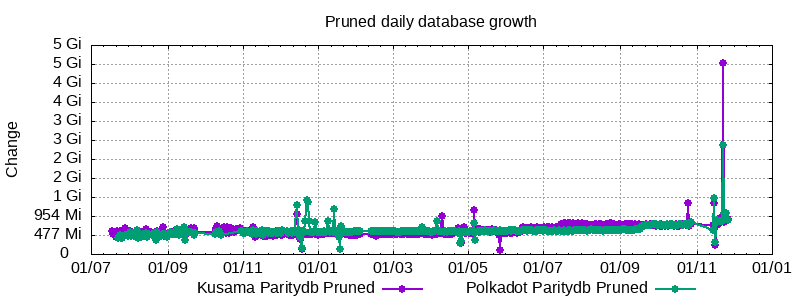 Pruned daily database growth
5 Gi
5 Gi
4 Gi
4 Gi
3 Gi
3 Gi
2 Gi
2 Gi
1 Gi
954 Mi
477 Mi
0
Change
01/07 01/09 01/11 01/01 01/03 01/05 01/07 01/09 01/11 01/01
Kusama Paritydb Pruned Polkadot Paritydb Pruned